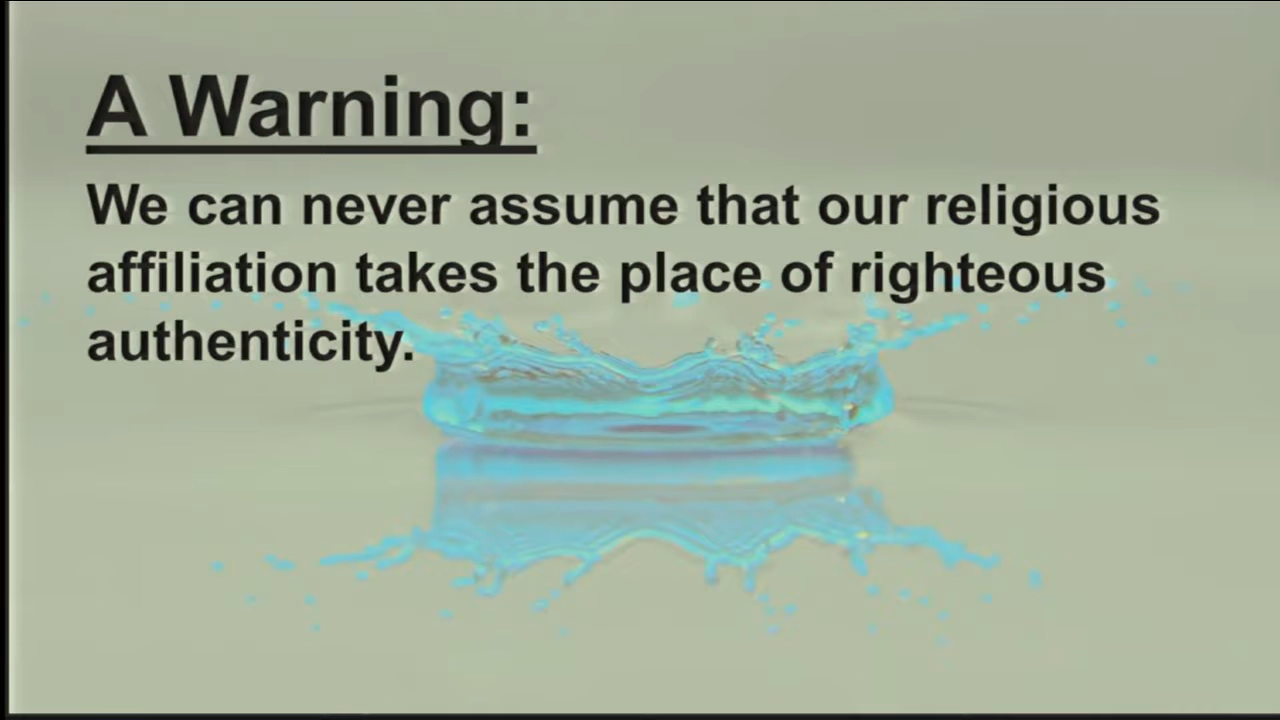 A Warning:
We can never assume that our religious
affiliation takes the place of righteous
authenticity.